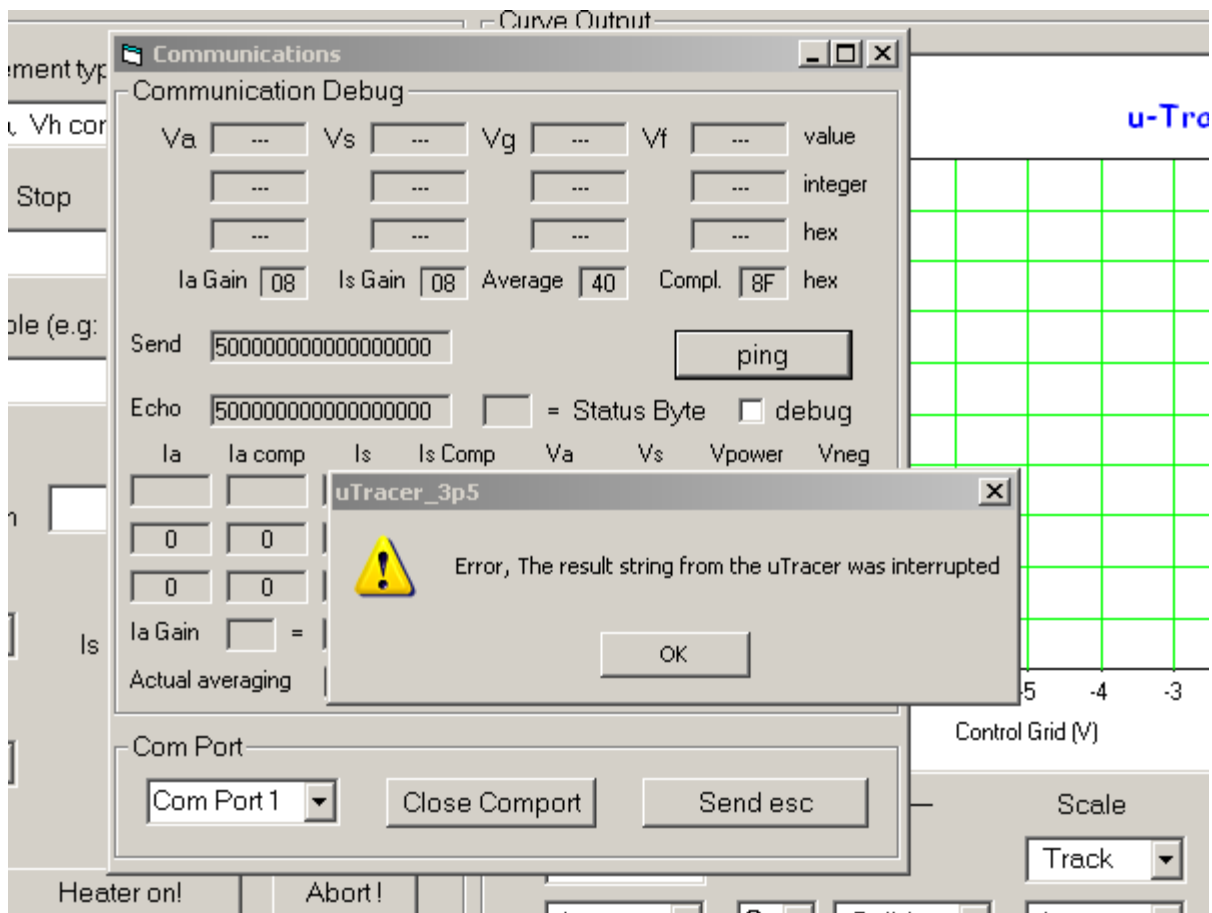 Curve Output
Communications
ement typ
Communication Debug
Vh cor
Va --- Vs --- Vg --- Vf --- value
u-Tra
Stop
--- --- --- --- integer
--- --- --- --- hex
Ia Gain 08 Is Gain 08 Average 40 Compl. 8F hex
ble (e.g:
Send 500000000000000000 ping
Echo 500000000000000000 = Status Byte debug
Ia Ia comp Is Is Comp Va Vs Vpower Vneg
uTracer_3p5
0 0
Error, The result string from the uTracer was interrupted
0 0
Ia Gain =
Is
OK
Actual averaging
-5 -4 -3
Control Grid (V)
Com Port
Com Port 1 Close Comport Send esc
Scale
Track
Heater on! Abort !